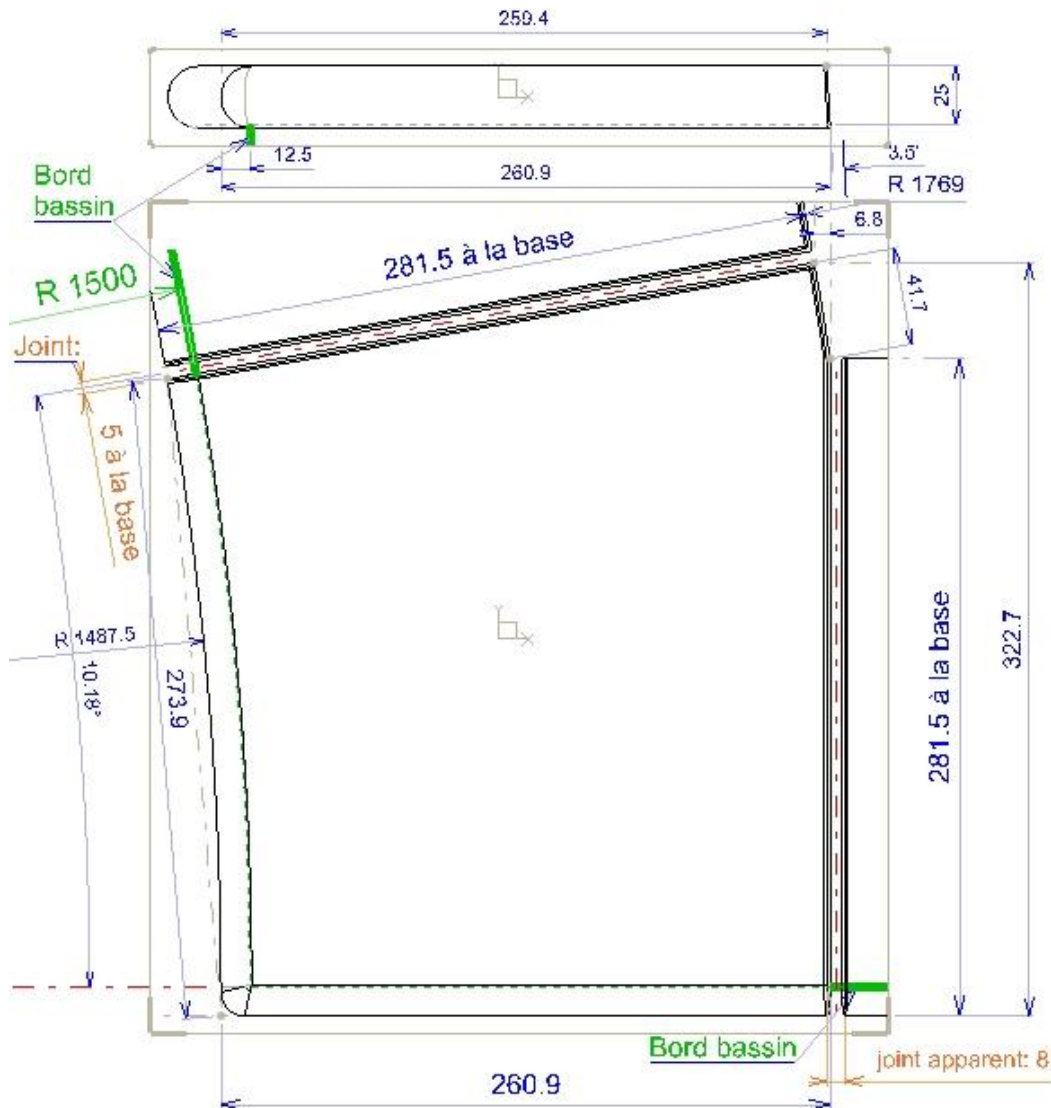 259.4
25
X
12.5
3.5
260.9
R 1769
Bord
bassin
6.8
281.5 à la base
R 1500
41.7
Joint:
5 à la base
R 1487.5
10.18°
273.9
Y
X
281.5 à la base
322.7
Bord bassin
joint apparent: 8
260.9